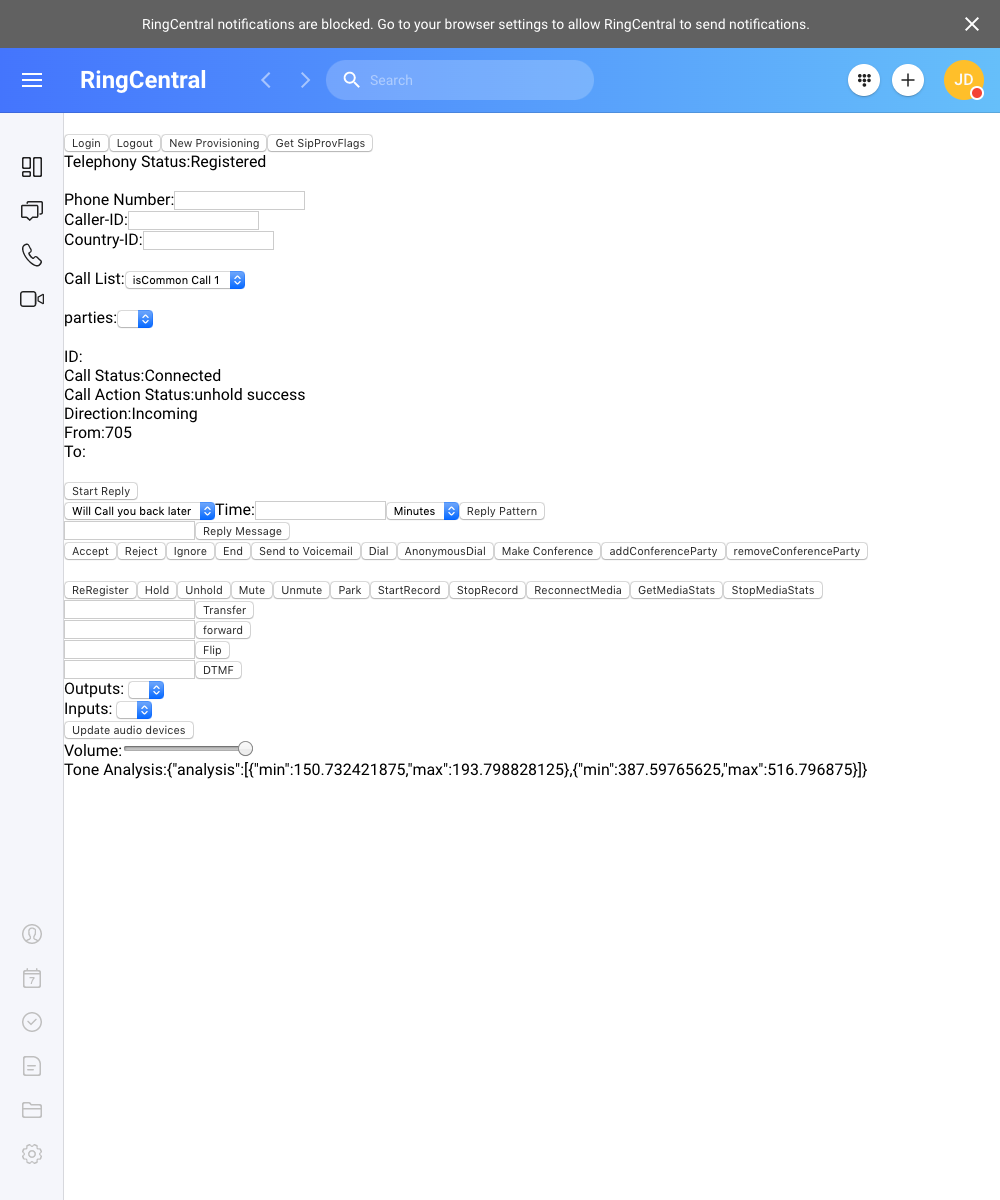 RingCentral notifications are blocked. Go to your browser settings to allow RingCentral to send notifications.
RingCentral Search JD
Login Logout New Provisioning Get SipProvFlags
Telephony Status:Registered
Phone Number:
Caller-ID:
Country-ID:
Call List: isCommon Call 1
parties:
ID:
Call Status:Connected
Call Action Status:unhold success
Direction:Incoming
From:705
To:
Start Reply
Will Call you back later Time: Minutes Reply Pattern
Reply Message
Accept Reject Ignore End Send to Voicemail Dial AnonymousDial Make Conference addConferenceParty removeConferenceParty
ReRegister Hold Unhold Mute Unmute Park StartRecord StopRecord ReconnectMedia GetMediaStats StopMediaStats
Transfer
forward
Flip
DTMF
Outputs:
Inputs:
Update audio devices
Volume:
Tone Analysis:{"analysis":[{"min":150.732421875,"max":193.798828125},{"min":387.59765625,"max":516.796875}]}
7